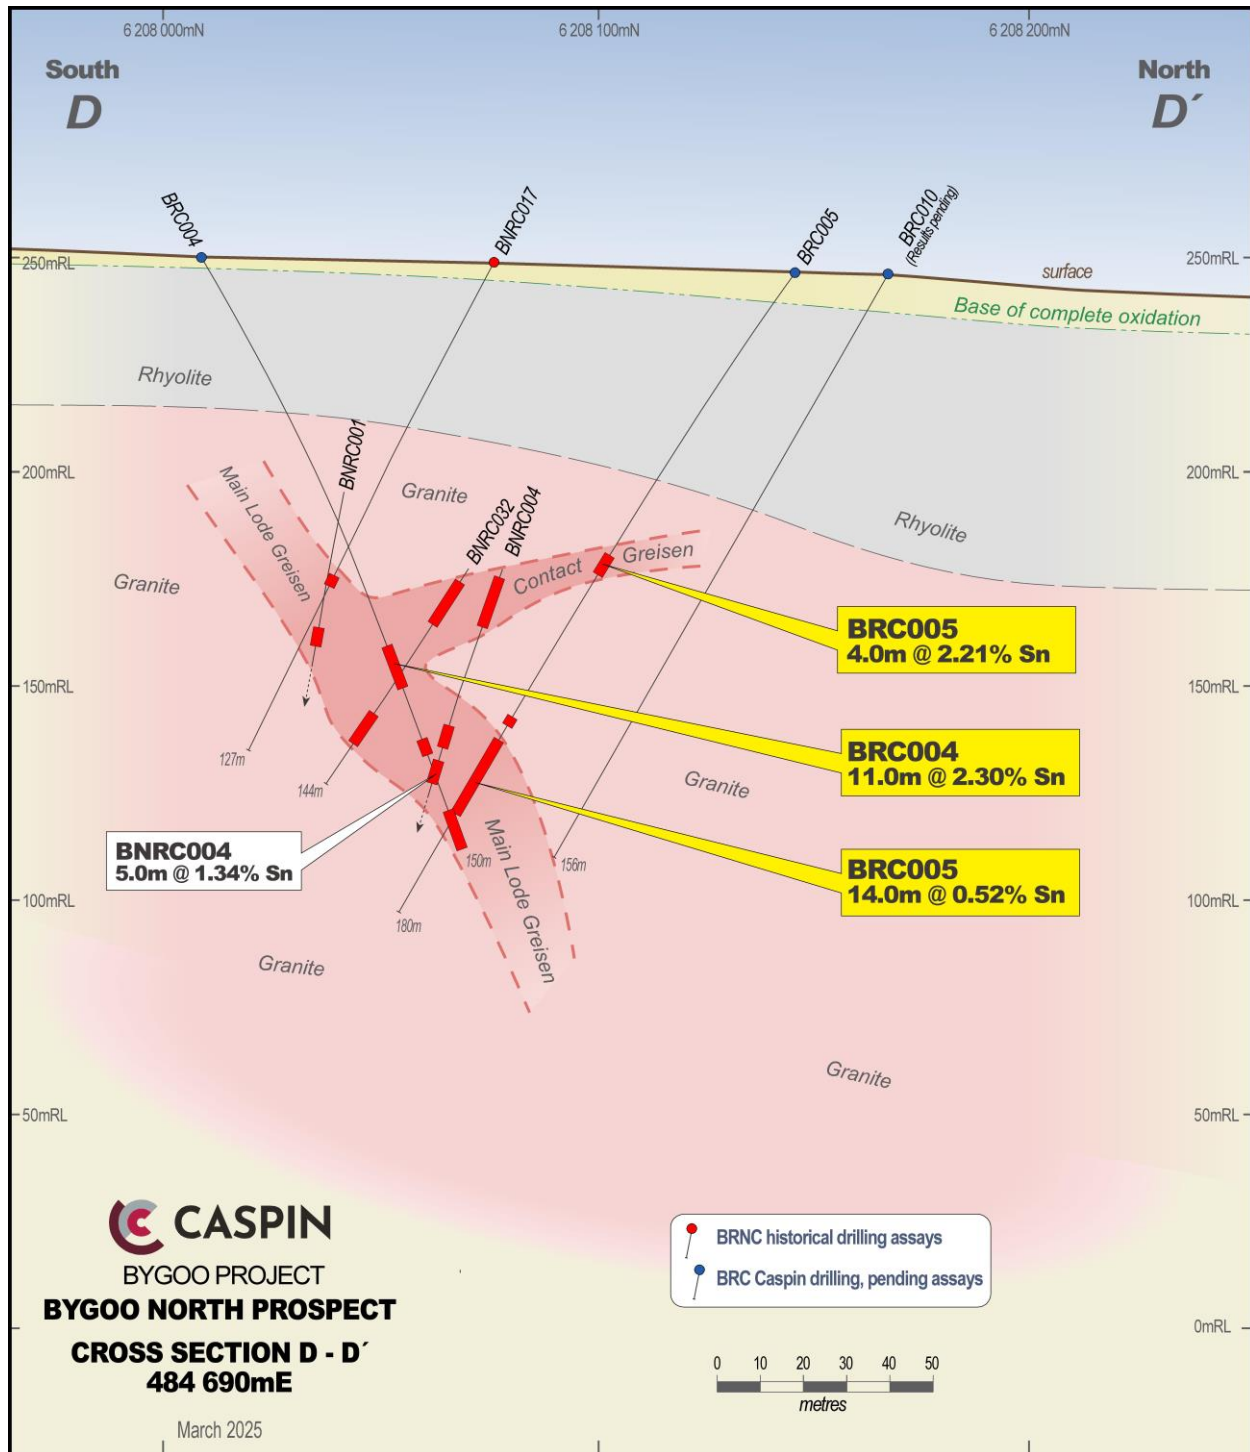 6 208 000mN
6 208 100mN
6 208 200mN
South
D
North
D´
BRC004
BNRC017
BRC005
BRC010
(Results pending)
250mRL
250mRL
surface
Base of complete oxidation
Rhyolite
BNRC001
200mRL
200mRL
Main Lode Greisen
Granite
BNRC032
BNRC004
Rhyolite
Contact
Greisen
Granite
BRC005
4.0m @ 2.21% Sn
150mRL
150mRL
127m
144m
BRC004
11.0m @ 2.30% Sn
Granite
BNRC004
5.0m @ 1.34% Sn
150m
156m
Main Lode Greisen
BRC005
14.0m @ 0.52% Sn
100mRL
100mRL
180m
Granite
Granite
50mRL
50mRL
CASPIN
BYGOO PROJECT
BYGOO NORTH PROSPECT
CROSS SECTION D - D´
484 690mE
March 2025
BRNC historical drilling assays
BRC Caspin drilling, pending assays
0mRL
0 10 20 30 40 50
metres